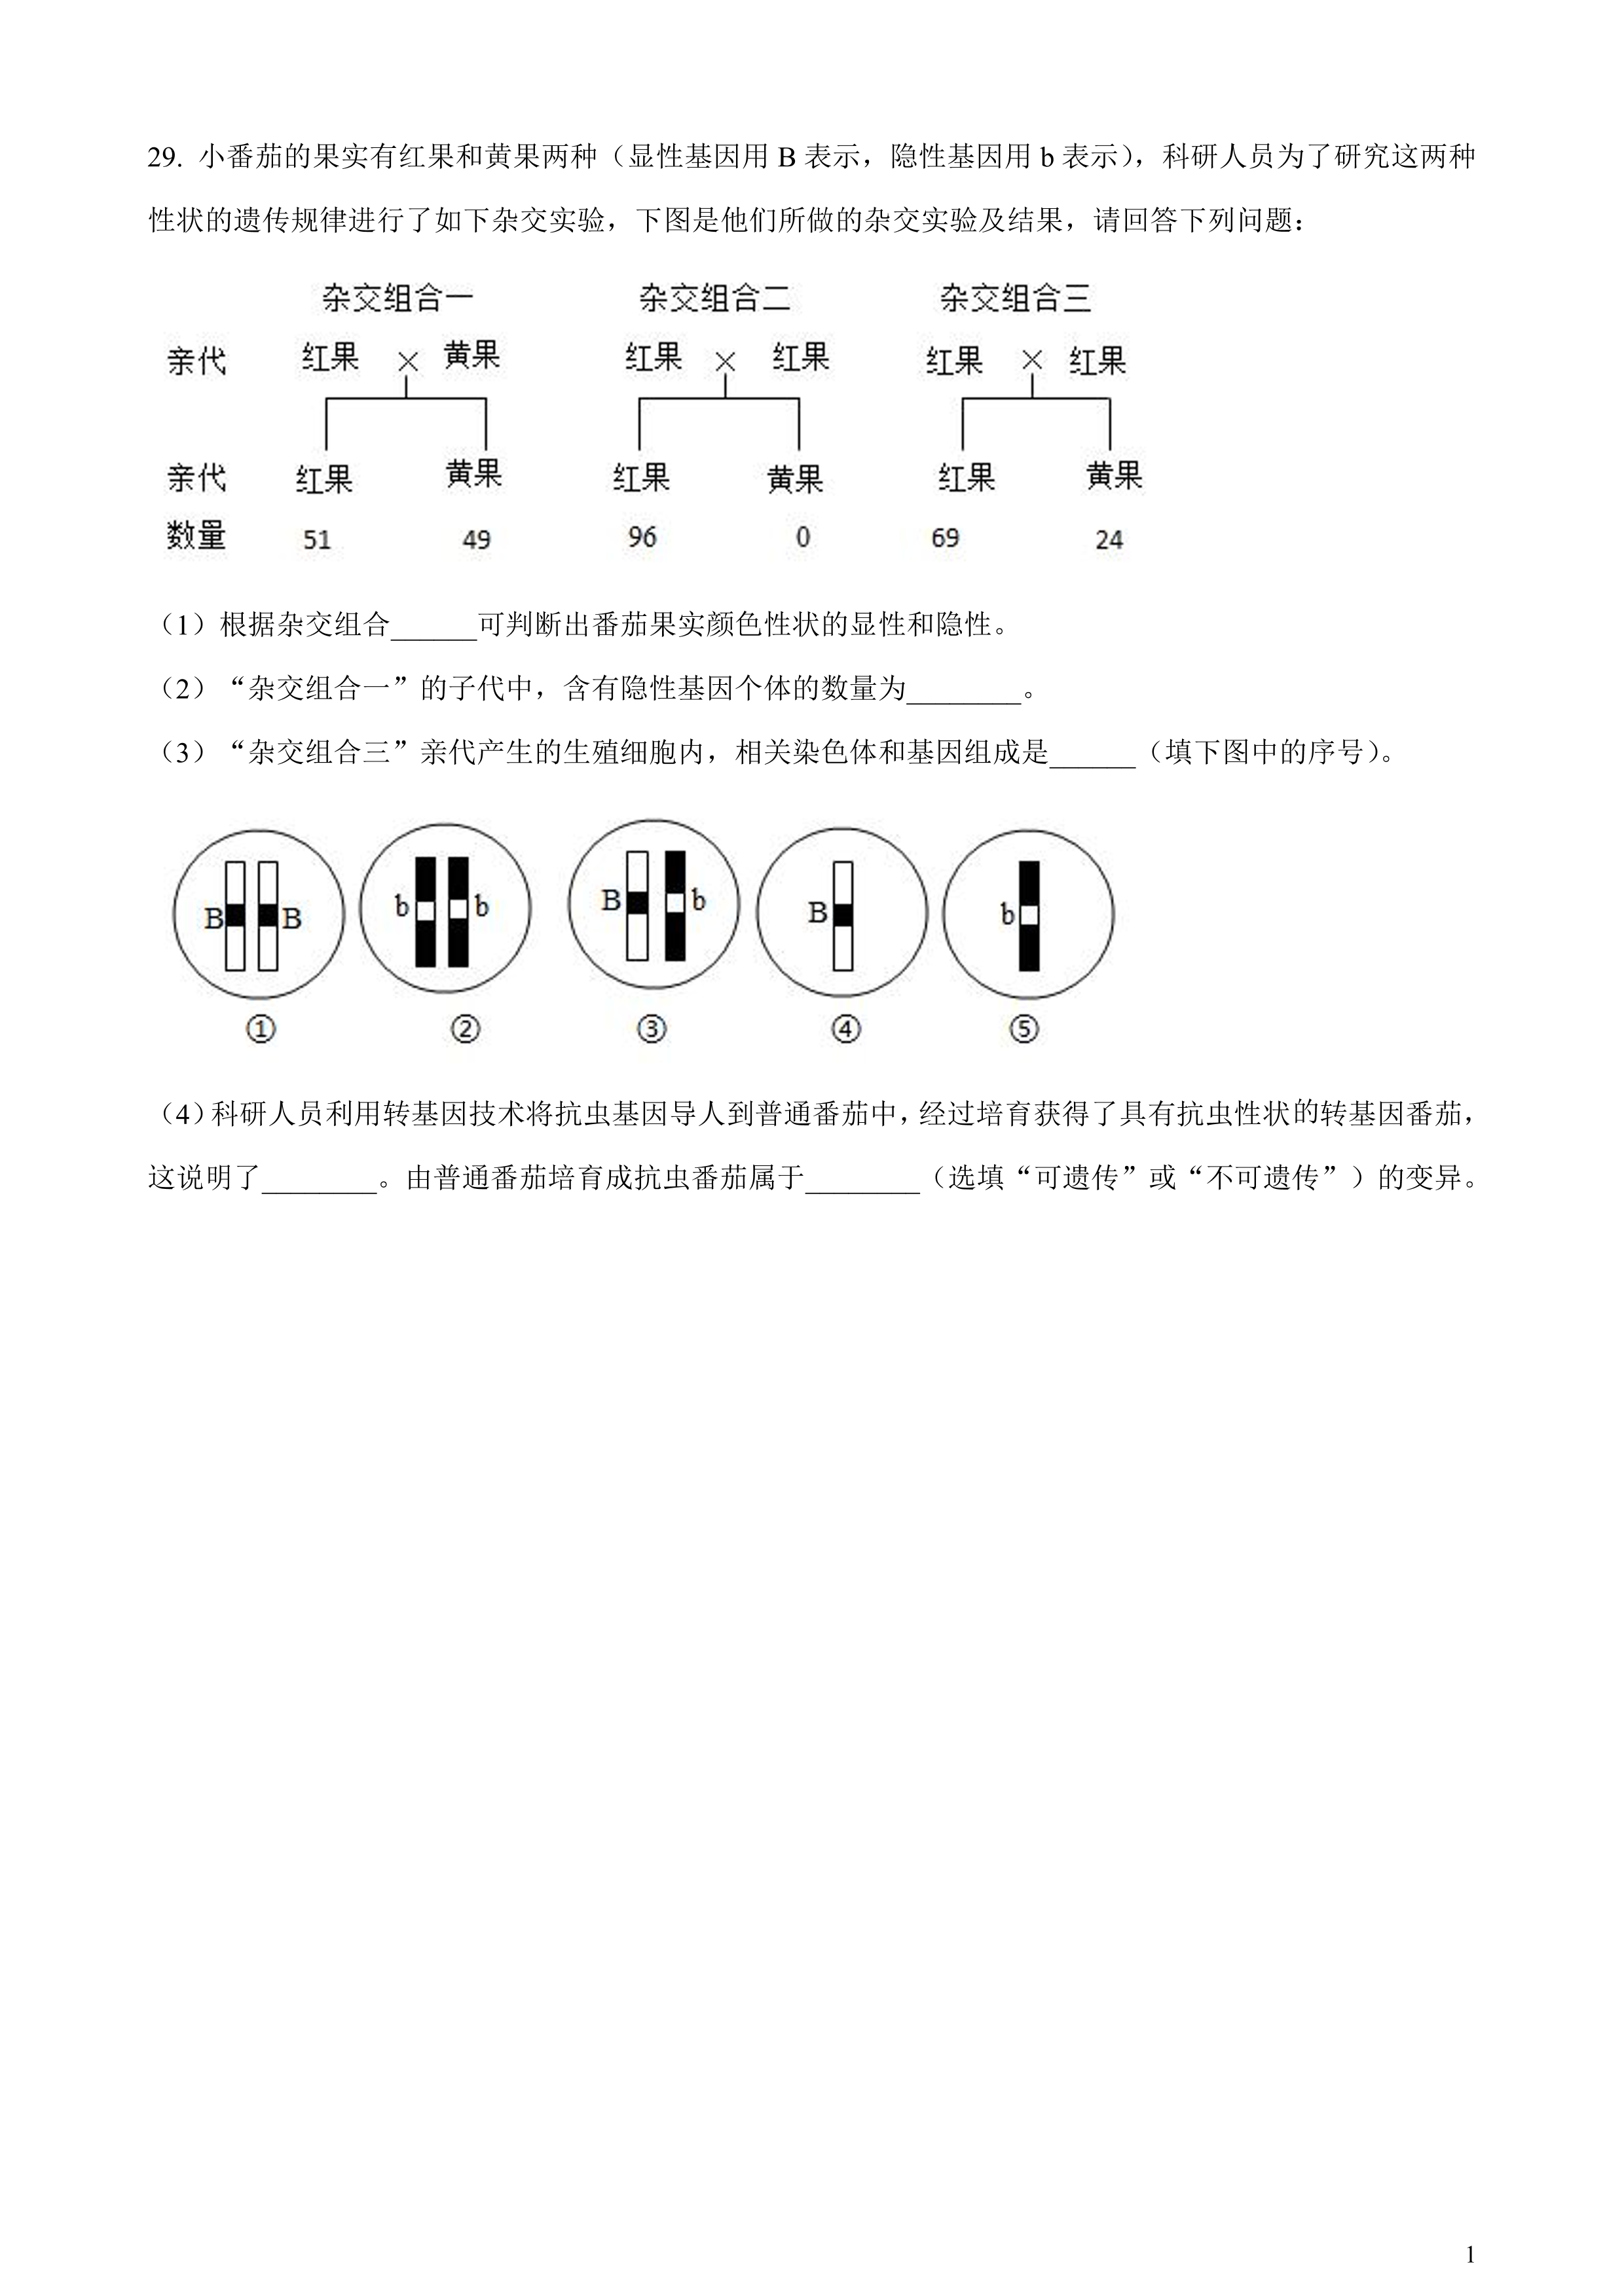 29. 小番茄的果实有红果和黄果两种（显性基因用 B 表示，隐性基因用 b 表示），科研人员为了研究这两种
性状的遗传规律进行了如下杂交实验，下图是他们所做的杂交实验及结果，请回答下列问题：
杂交组合一 杂交组合二 杂交组合三
亲代 红果 × 黄果 红果 × 红果 红果 × 红果
亲代 红果 黄果 红果 黄果 红果 黄果
数量 51 49 96 0 69 24
（1）根据杂交组合______可判断出番茄果实颜色性状的显性和隐性。
（2）“杂交组合一”的子代中，含有隐性基因个体的数量为________。
（3）“杂交组合三”亲代产生的生殖细胞内，相关染色体和基因组成是______（填下图中的序号）。
B B b b B b B b
① ② ③ ④ ⑤
（4）科研人员利用转基因技术将抗虫基因导人到普通番茄中，经过培育获得了具有抗虫性状的转基因番茄，
这说明了________。由普通番茄培育成抗虫番茄属于________（选填“可遗传”或“不可遗传”）的变异。
1